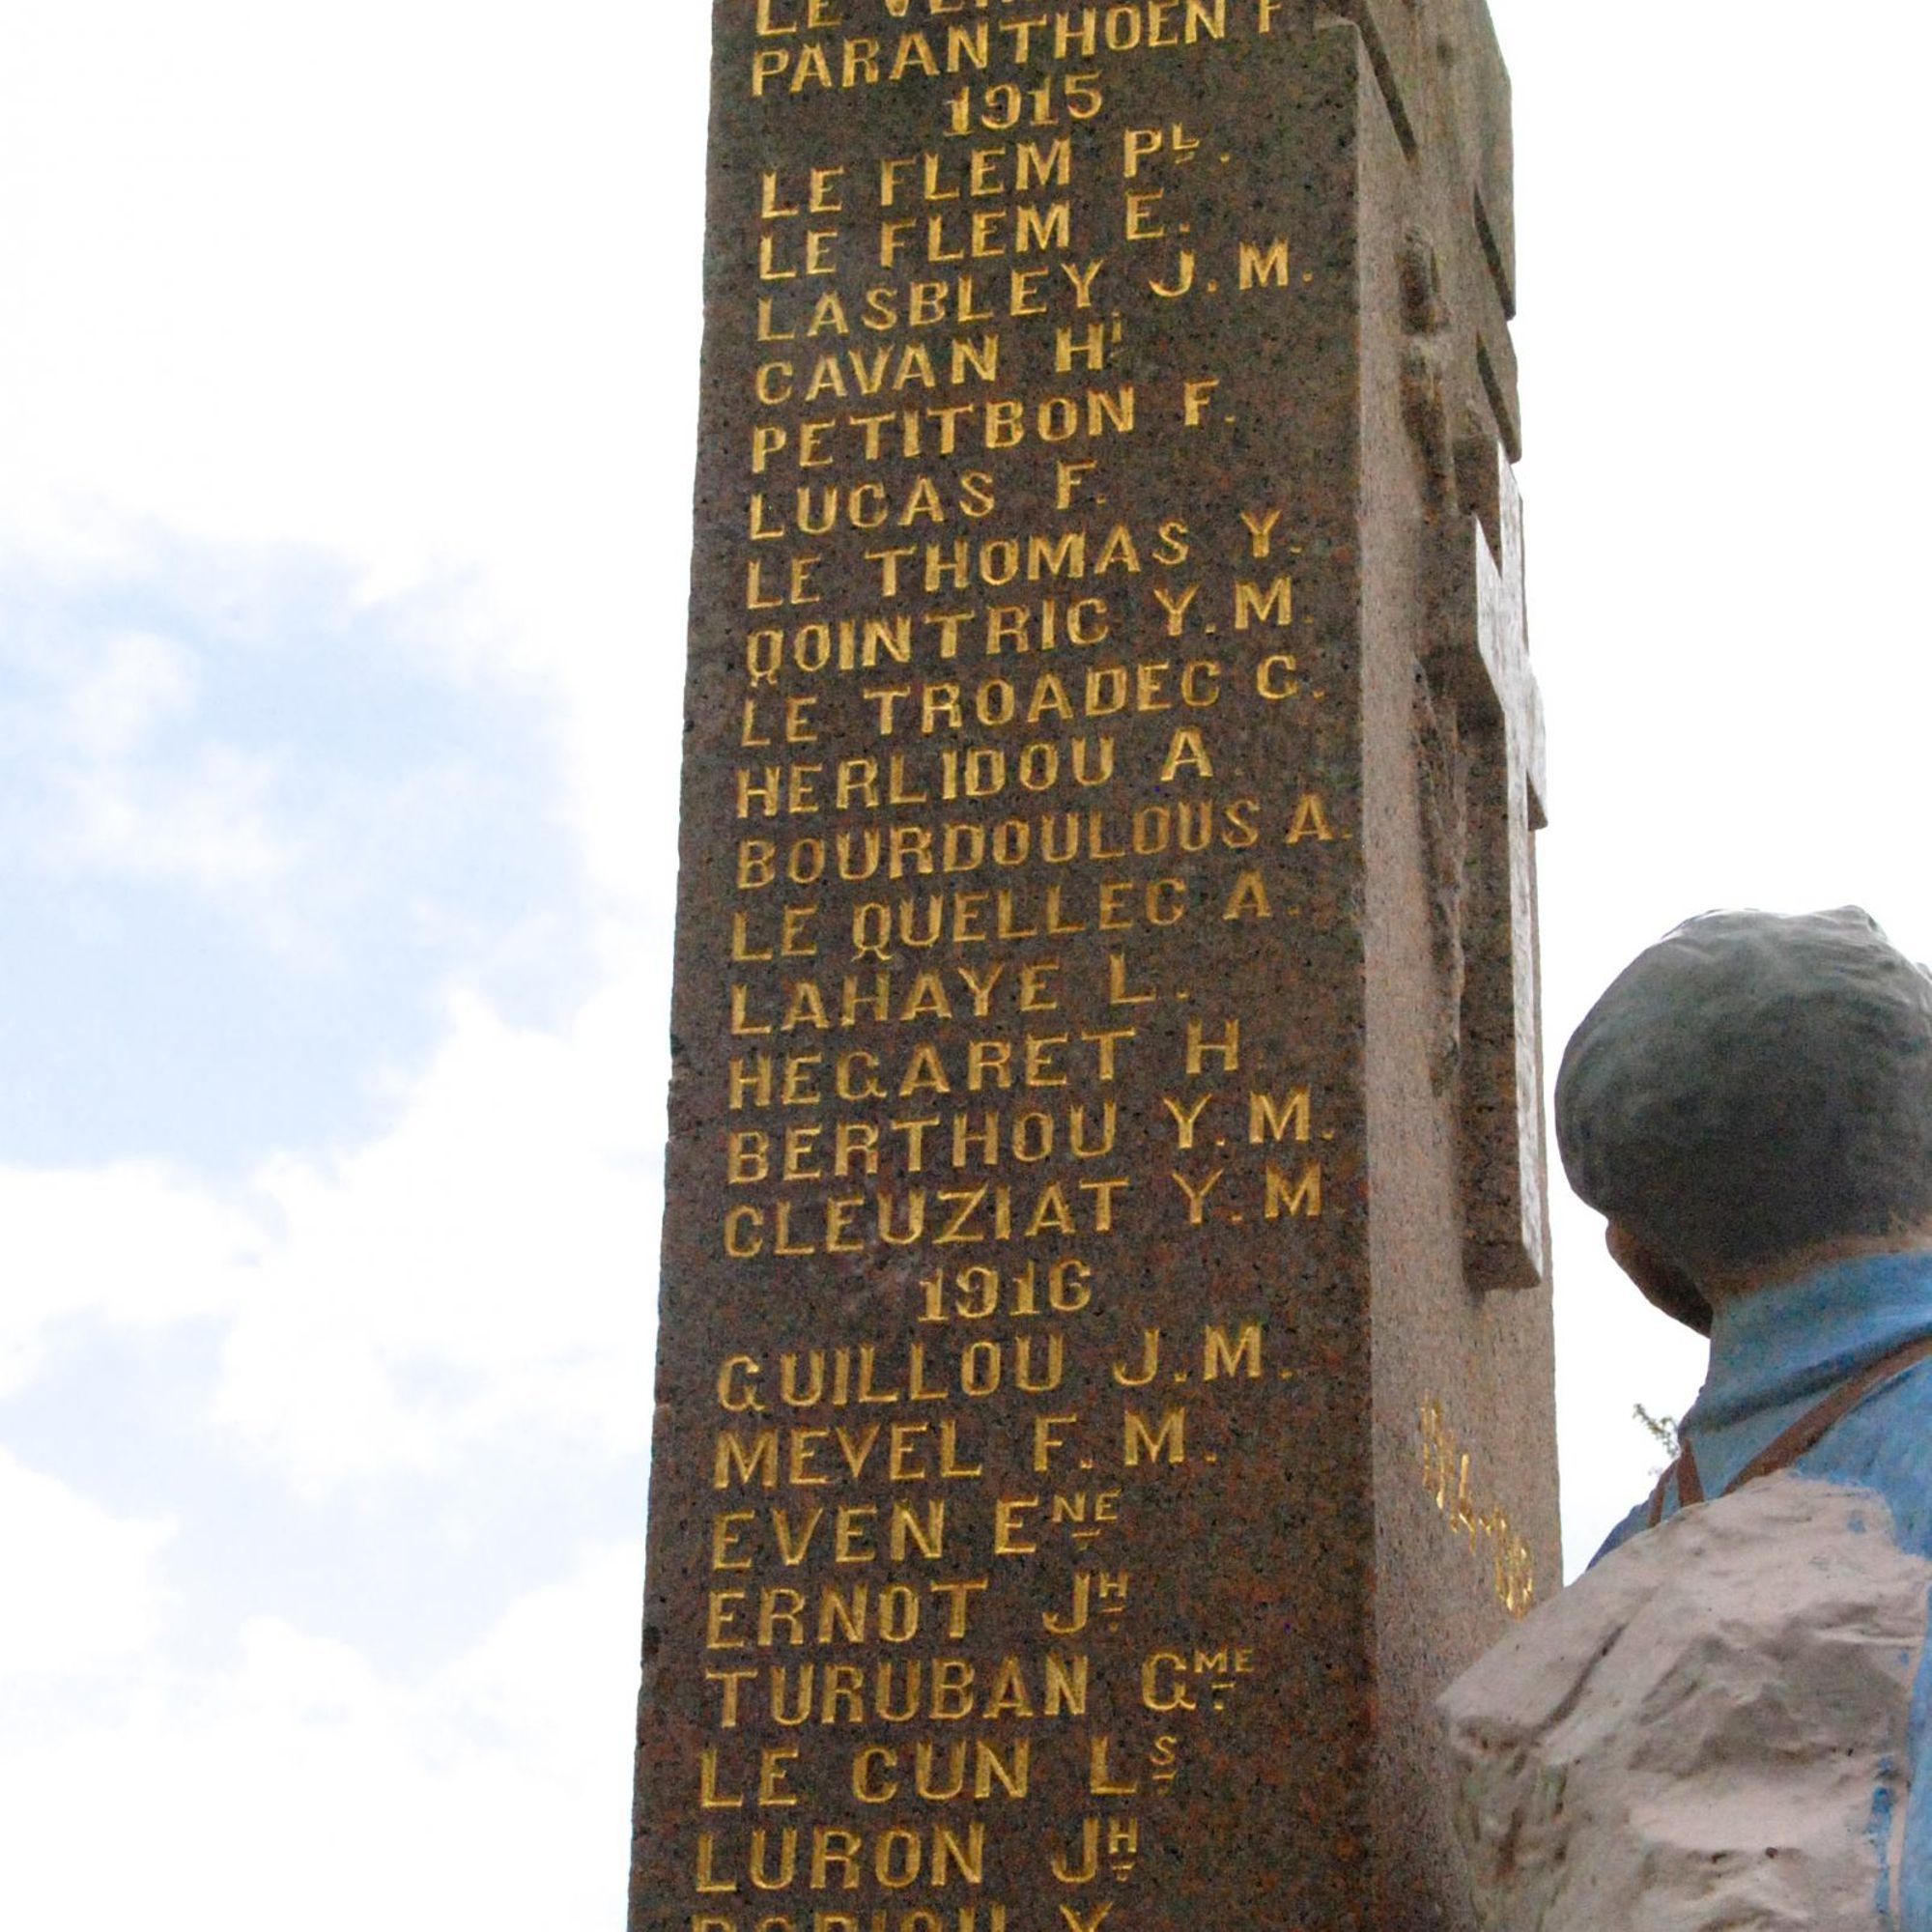 LE
PARANTHOEN F
1915
LE FLEM PL.
LE FLEM E.
LASBLEY J.M.
CAVAN Hi
PETITBON F.
LUCAS F.
LE THOMAS Y.
QOINTRIC Y.M.
LE TROADEC C.
HERLIDOU A.
BOURDOULOUS A.
LE QUELLEC A.
LAHAYE L.
HEGARET H.
BERTHOU Y.M.
CLEUZIAT Y.M
1916
GUILLOU J.M.
MEVEL F.M.
EVEN ENE
ERNOT JH
TURUBAN GME
LE CUN LS
LURON JH